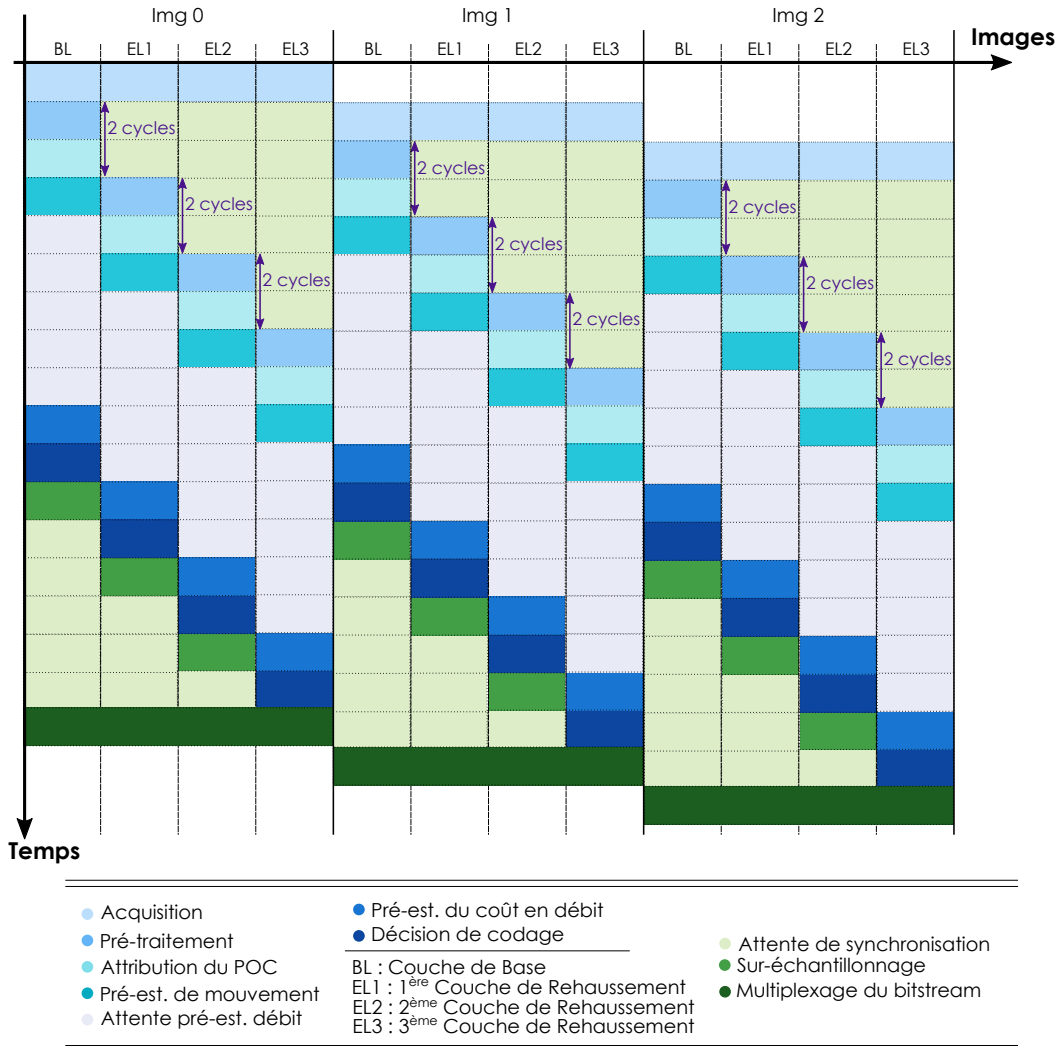 Img 0 Img 1 Img 2
BL EL1 EL2 EL3 BL EL1 EL2 EL3 BL EL1 EL2 EL3
Images
2 cycles
2 cycles
2 cycles
2 cycles
2 cycles
2 cycles
2 cycles
2 cycles
2 cycles
Temps
Acquisition
Pré-traitement
Attribution du POC
Pré-est. de mouvement
Attente pré-est. débit
Pré-est. du coût en débit
Décision de codage
BL : Couche de Base
EL1 : 1ère Couche de Rehaussement
EL2 : 2ème Couche de Rehaussement
EL3 : 3ème Couche de Rehaussement
Attente de synchronisation
Sur-échantillonnage
Multiplexage du bitstream